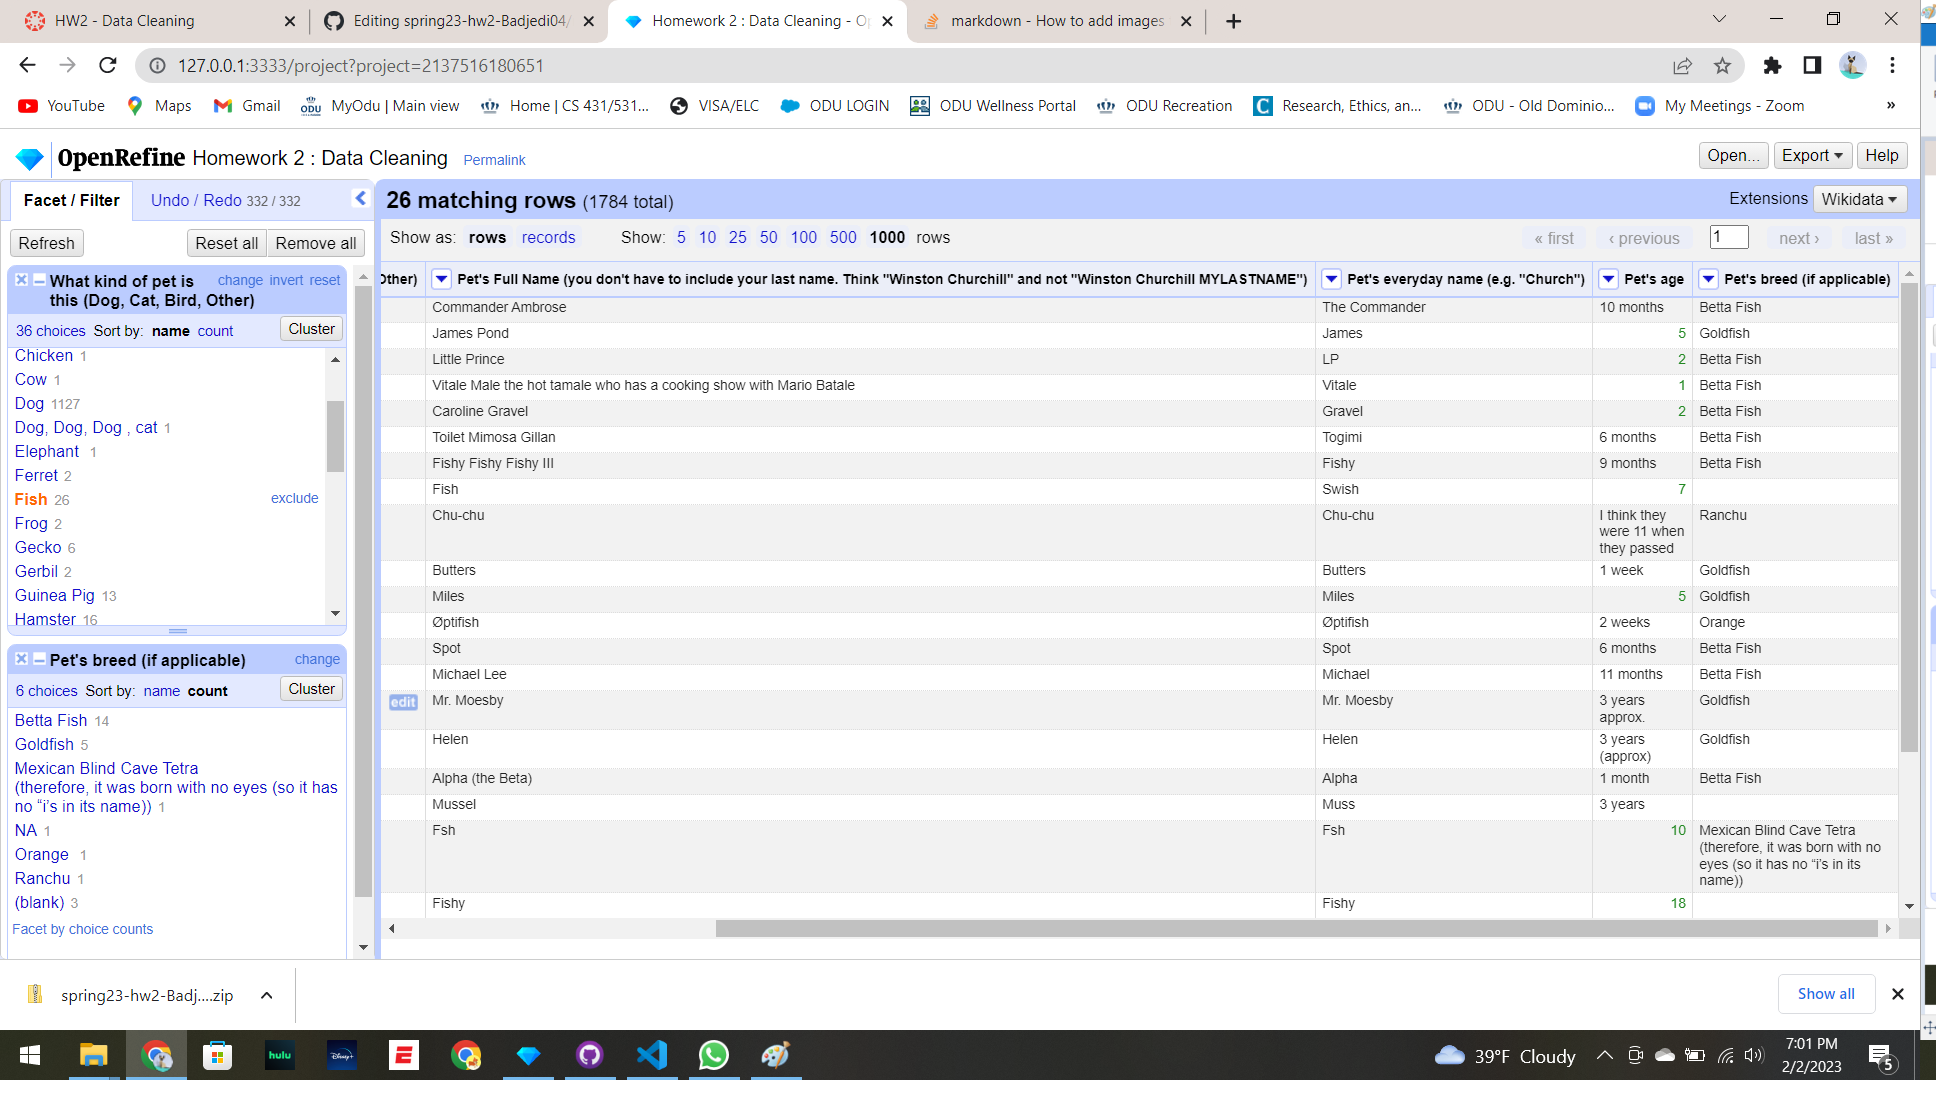 HW2 - Data Cleaning
Editing spring23-hw2-Badjedi04/
Homework 2 : Data Cleaning - O
markdown - How to add images
127.0.0.1:3333/project?project=2137516180651
YouTube Maps Gmail MyOdu | Main view Home | CS 431/531... VISA/ELC ODU LOGIN ODU Wellness Portal ODU Recreation Research, Ethics, an... ODU - Old Dominio... My Meetings - Zoom »
OpenRefine Homework 2 : Data Cleaning Permalink
Open... Export Help
Facet / Filter Undo / Redo 332 / 332
Refresh Reset all Remove all
What kind of pet is this (Dog, Cat, Bird, Other) change invert reset
36 choices Sort by: name count Cluster
Chicken 1
Cow 1
Dog 1127
Dog, Dog, Dog , cat 1
Elephant 1
Ferret 2
Fish 26 exclude
Frog 2
Gecko 6
Gerbil 2
Guinea Pig 13
Hamster 16
Pet's breed (if applicable) change
6 choices Sort by: name count Cluster
Betta Fish 14
Goldfish 5
Mexican Blind Cave Tetra
(therefore, it was born with no eyes (so it has
no “i’s in its name)) 1
NA 1
Orange 1
Ranchu 1
(blank) 3
Facet by choice counts
26 matching rows (1784 total)
Extensions Wikidata
Show as: rows records Show: 5 10 25 50 100 500 1000 rows
« first ‹ previous 1 next › last »
Other) Pet's Full Name (you don't have to include your last name. Think "Winston Churchill" and not "Winston Churchill MYLASTNAME") Pet's everyday name (e.g. "Church") Pet's age Pet's breed (if applicable)
Commander Ambrose The Commander 10 months Betta Fish
James Pond James 5 Goldfish
Little Prince LP 2 Betta Fish
Vitale Male the hot tamale who has a cooking show with Mario Batale Vitale 1 Betta Fish
Caroline Gravel Gravel 2 Betta Fish
Toilet Mimosa Gillan Togimi 6 months Betta Fish
Fishy Fishy Fishy III Fishy 9 months Betta Fish
Fish Swish 7
Chu-chu Chu-chu I think they were 11 when they passed Ranchu
Butters Butters 1 week Goldfish
Miles Miles 5 Goldfish
Øptifish Øptifish 2 weeks Orange
Spot Spot 6 months Betta Fish
Michael Lee Michael 11 months Betta Fish
edit Mr. Moesby Mr. Moesby 3 years approx. Goldfish
Helen Helen 3 years (approx) Goldfish
Alpha (the Beta) Alpha 1 month Betta Fish
Mussel Muss 3 years
Fsh Fsh 10 Mexican Blind Cave Tetra (therefore, it was born with no eyes (so it has no “i’s in its name))
Fishy Fishy 18
spring23-hw2-Badj....zip
Show all
hulu Disney+ E
39°F Cloudy
7:01 PM
2/2/2023
5